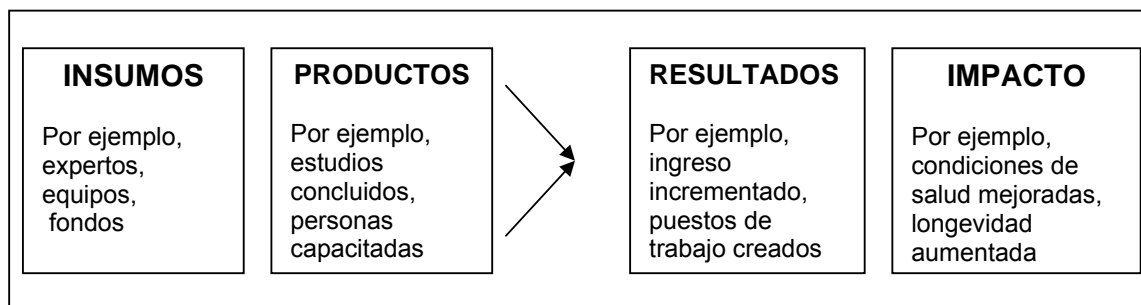 INSUMOS
Por ejemplo,
expertos,
equipos,
fondos
PRODUCTOS
Por ejemplo,
estudios
concluidos,
personas
capacitadas
RESULTADOS
Por ejemplo,
ingreso
incrementado,
puestos de
trabajo creados
IMPACTO
Por ejemplo,
condiciones de
salud mejoradas,
longevidad
aumentada